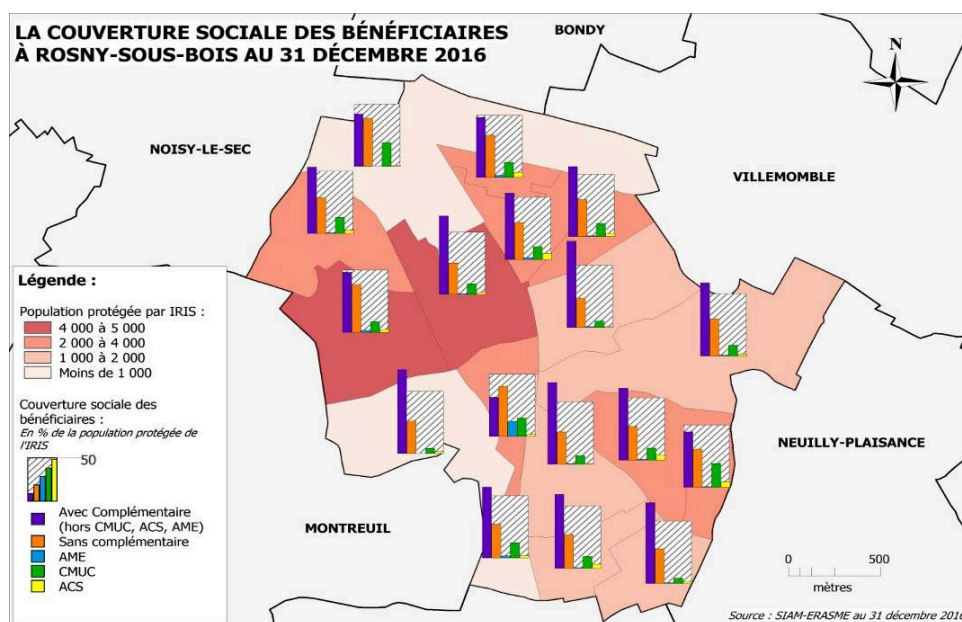 LA COUVERTURE SOCIALE DES BÉNÉFICIAIRES
À ROSNY-SOUS-BOIS AU 31 DÉCEMBRE 2016
BONDY
N
NOISY-LE-SEC
VILLEMOMBLE
Légende :
Population protégée par IRIS :
4 000 à 5 000
2 000 à 4 000
1 000 à 2 000
Moins de 1 000
Couverture sociale des
bénéficiaires :
En % de la population protégée de
l'IRIS
50
Avec Complémentaire
(hors CMUC, ACS, AME)
Sans complémentaire
AME
CMUC
ACS
NEUILLY-PLAISANCE
MONTREUIL
0 500
mètres
Source : SIAM-ERASME au 31 décembre 2016